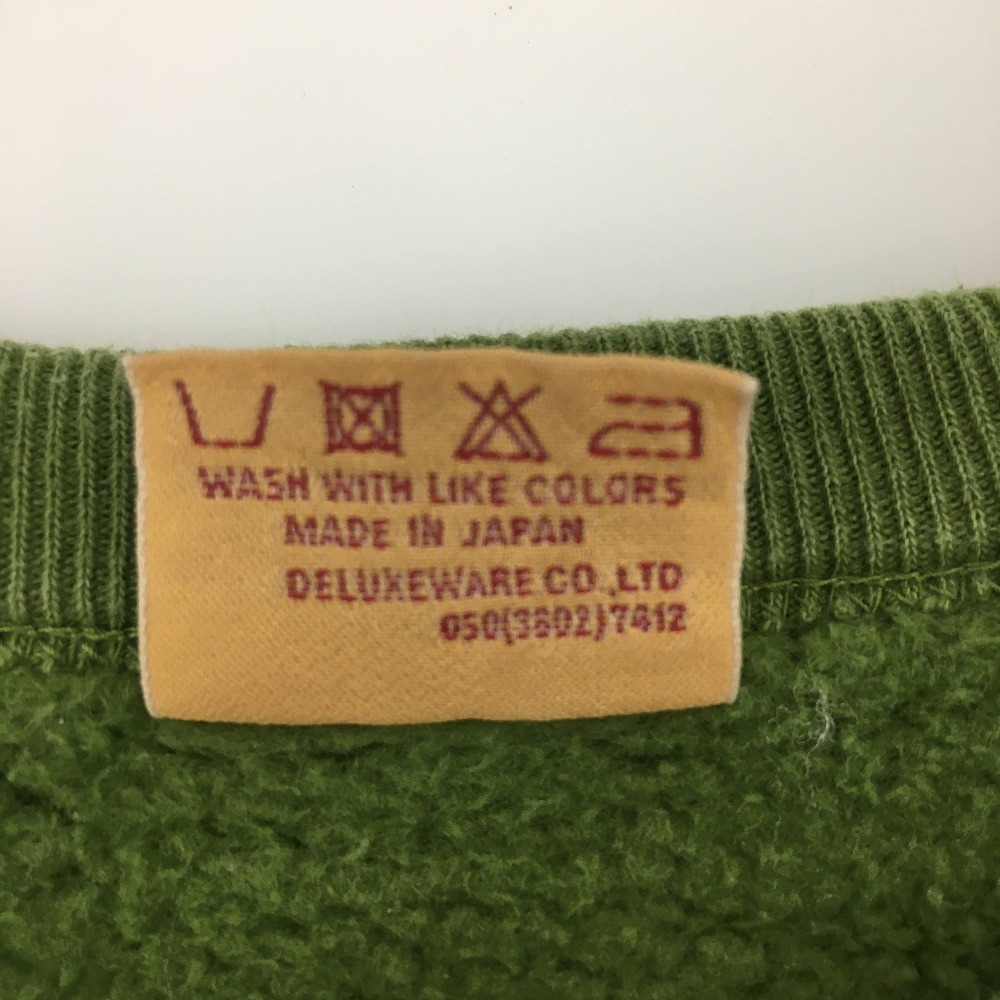 WASH WITH LIKE COLORS
MADE IN JAPAN
DELUXEWARE CO.,LTD
050(3802)7412